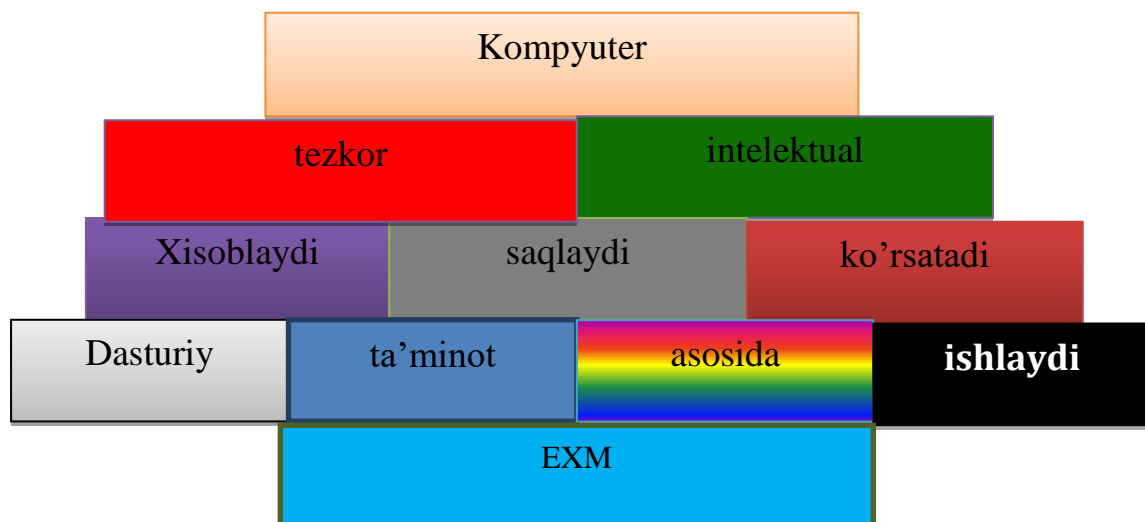 Kompyuter
tezkor intelektual
Xisoblaydi saqlaydi ko’rsatadi
Dasturiy ta’minot asosida ishlaydi
EXM